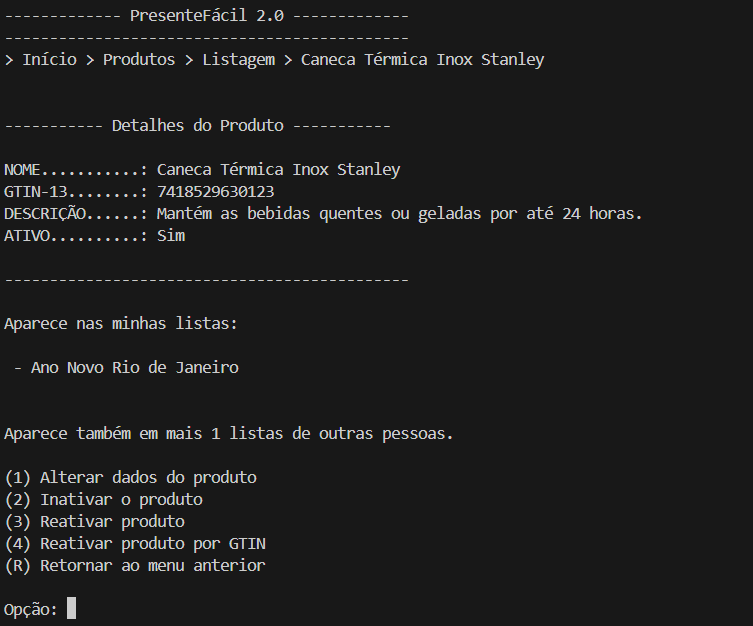 ------------- PresenteFácil 2.0 -------------
---------------------------------------------
> Início > Produtos > Listagem > Caneca Térmica Inox Stanley
----------- Detalhes do Produto -----------
NOME...........: Caneca Térmica Inox Stanley
GTIN-13........: 7418529630123
DESCRIÇÃO......: Mantém as bebidas quentes ou geladas por até 24 horas.
ATIVO..........: Sim
---------------------------------------------
Aparece nas minhas listas:
- Ano Novo Rio de Janeiro
Aparece também em mais 1 listas de outras pessoas.
(1) Alterar dados do produto
(2) Inativar o produto
(3) Reativar produto
(4) Reativar produto por GTIN
(R) Retornar ao menu anterior
Opção: